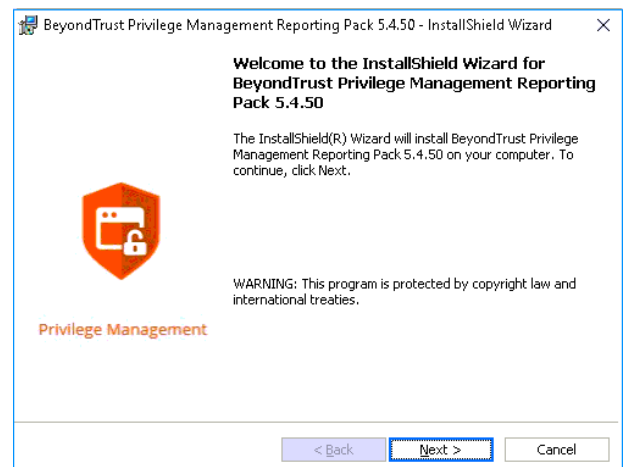 BeyondTrust Privilege Management Reporting Pack 5.4.50 - InstallShield Wizard
Welcome to the InstallShield Wizard for
BeyondTrust Privilege Management Reporting
Pack 5.4.50
The InstallShield(R) Wizard will install BeyondTrust Privilege
Management Reporting Pack 5.4.50 on your computer. To
continue, click Next.
WARNING: This program is protected by copyright law and
international treaties.
Privilege Management
< Back
Next >
Cancel